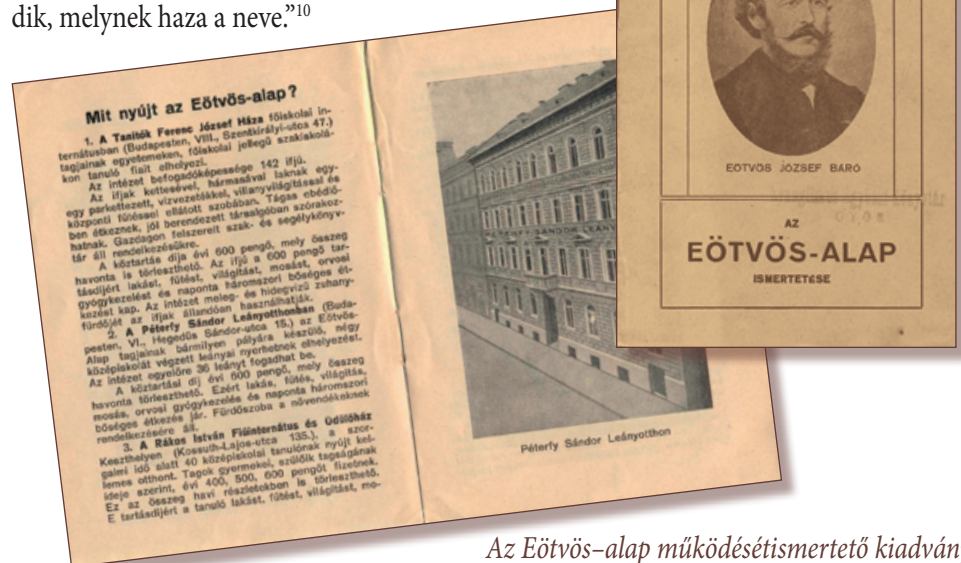 dik, melynek haza a neve."10
Mit nyújt az Eötvös-alap?
1. A Tanítók Ferenc József Háza főiskolai in-
ternátusban (Budapesten, VIII., Szentkirályi-utca 47.)
tagjainak egyetemeken, főiskolai jellegű szakiskolá-
kon tanuló fiait elhelyezi.
Az intézet befogadóképessége 142 ifjú.
Az ifjak kettesével, hármasával laknak egy-
egy parkettezett, vizvezetékkel, villanyvilágítással és
központi fűtéssel ellátott szobában. Tágas ebédlő-
ben étkeznek, jól berendezett társalgóban szórakoz-
hatnak. Gazdagon felszerelt szak- és segélykönyv-
tár áll rendelkezésükre.
A köztartás díja évi 600 pengő, mely összeg
havonta is törleszthető. Az ifjú a 600 pengő tar-
tásdíjért lakást, fűtést, világítást, mosást, orvosi
gyógykezelést és naponta háromszori bőséges ét-
kezést kap. Az intézet meleg- és hidegvizű zuhany-
fürdőjét az ifjak állandóan használhatják.
2. A Péterfy Sándor Leányotthonban (Buda-
pesten, VI., Hegedűs Sándor-utca 15.) az Eötvös-
Alap tagjainak bármilyen pályára készülő, négy
középiskolát végzett leányai nyerhetnek elhelyezést.
Az intézet egyelőre 36 leányt fogadhat be.
A köztartási díj évi 600 pengő, mely összeg
havonta törleszthető. Ezért lakás, fűtés, világítás,
mosás, orvosi gyógykezelés és naponta háromszori
bőséges étkezés jár. Fürdőszoba a növendékeknek
rendelkezésére áll.
3. A Rákos István Fiúinternátus és Üdülőház
Keszthelyen (Kossuth-Lajos-utca 135.), a szor-
galmi idő alatt 40 középiskolai tanulónak nyújt kel-
lemes otthont. Tagok gyermekei, szülőik tagságának
ideje szerint, évi 400, 500, 600 pengőt fizetnek.
Ez az összeg havi részletekben is törleszthető.
E tartásdíjért a tanuló lakást, fűtést, világítást, mo-
PÉTERFY SÁNDOR LEÁNY
Péterfy Sándor Leányotthon
EÖTVÖS JÓZSEF BÁRÓ
AZ
EÖTVÖS-ALAP
ISMERTETÉSE
Az Eötvös–alap működésétismertető kiadván